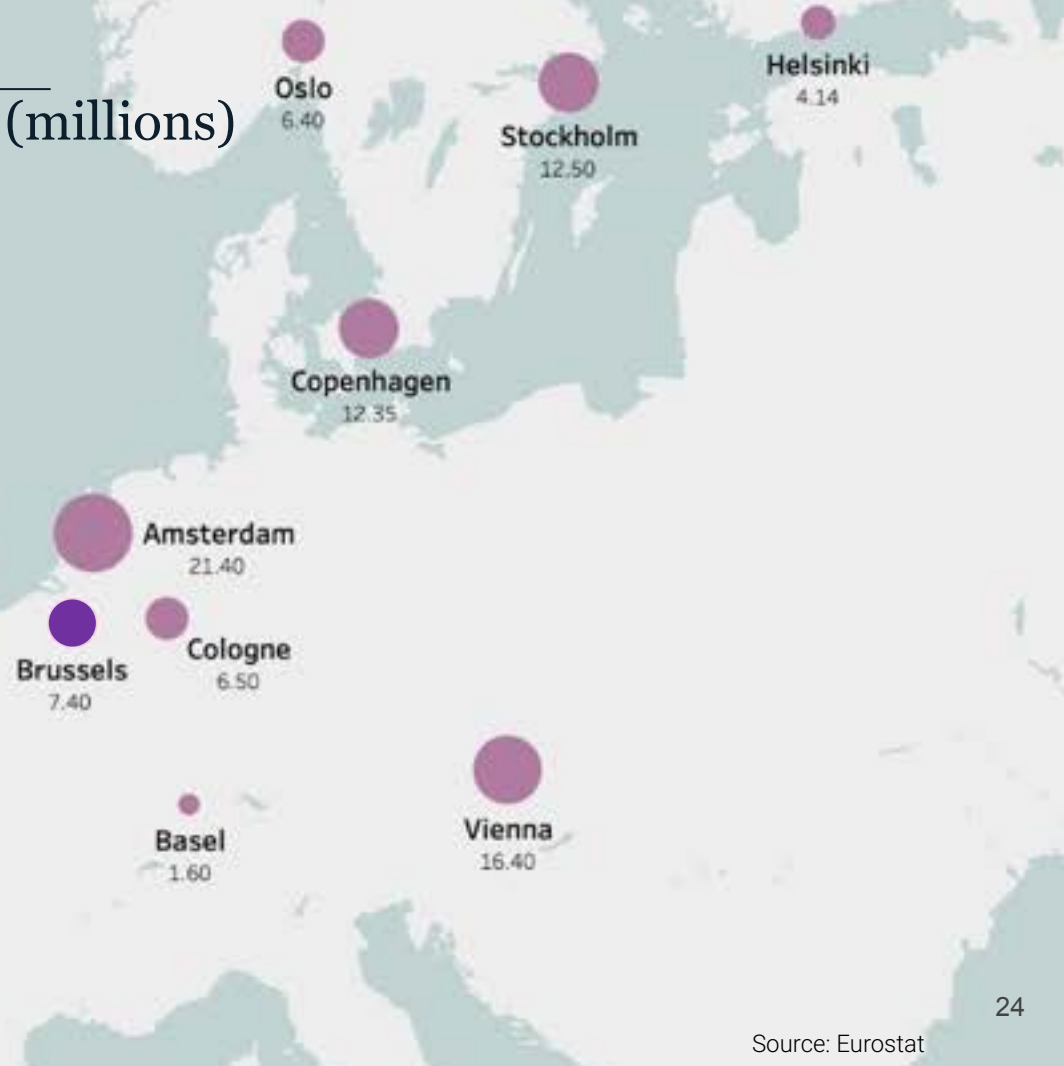 (millions)
Oslo
6.40
Helsinki
4.14
Stockholm
12.50
Copenhagen
12.35
Amsterdam
21.40
Brussels
7.40
Cologne
6.50
Basel
1.60
Vienna
16.40
24
Source: Eurostat